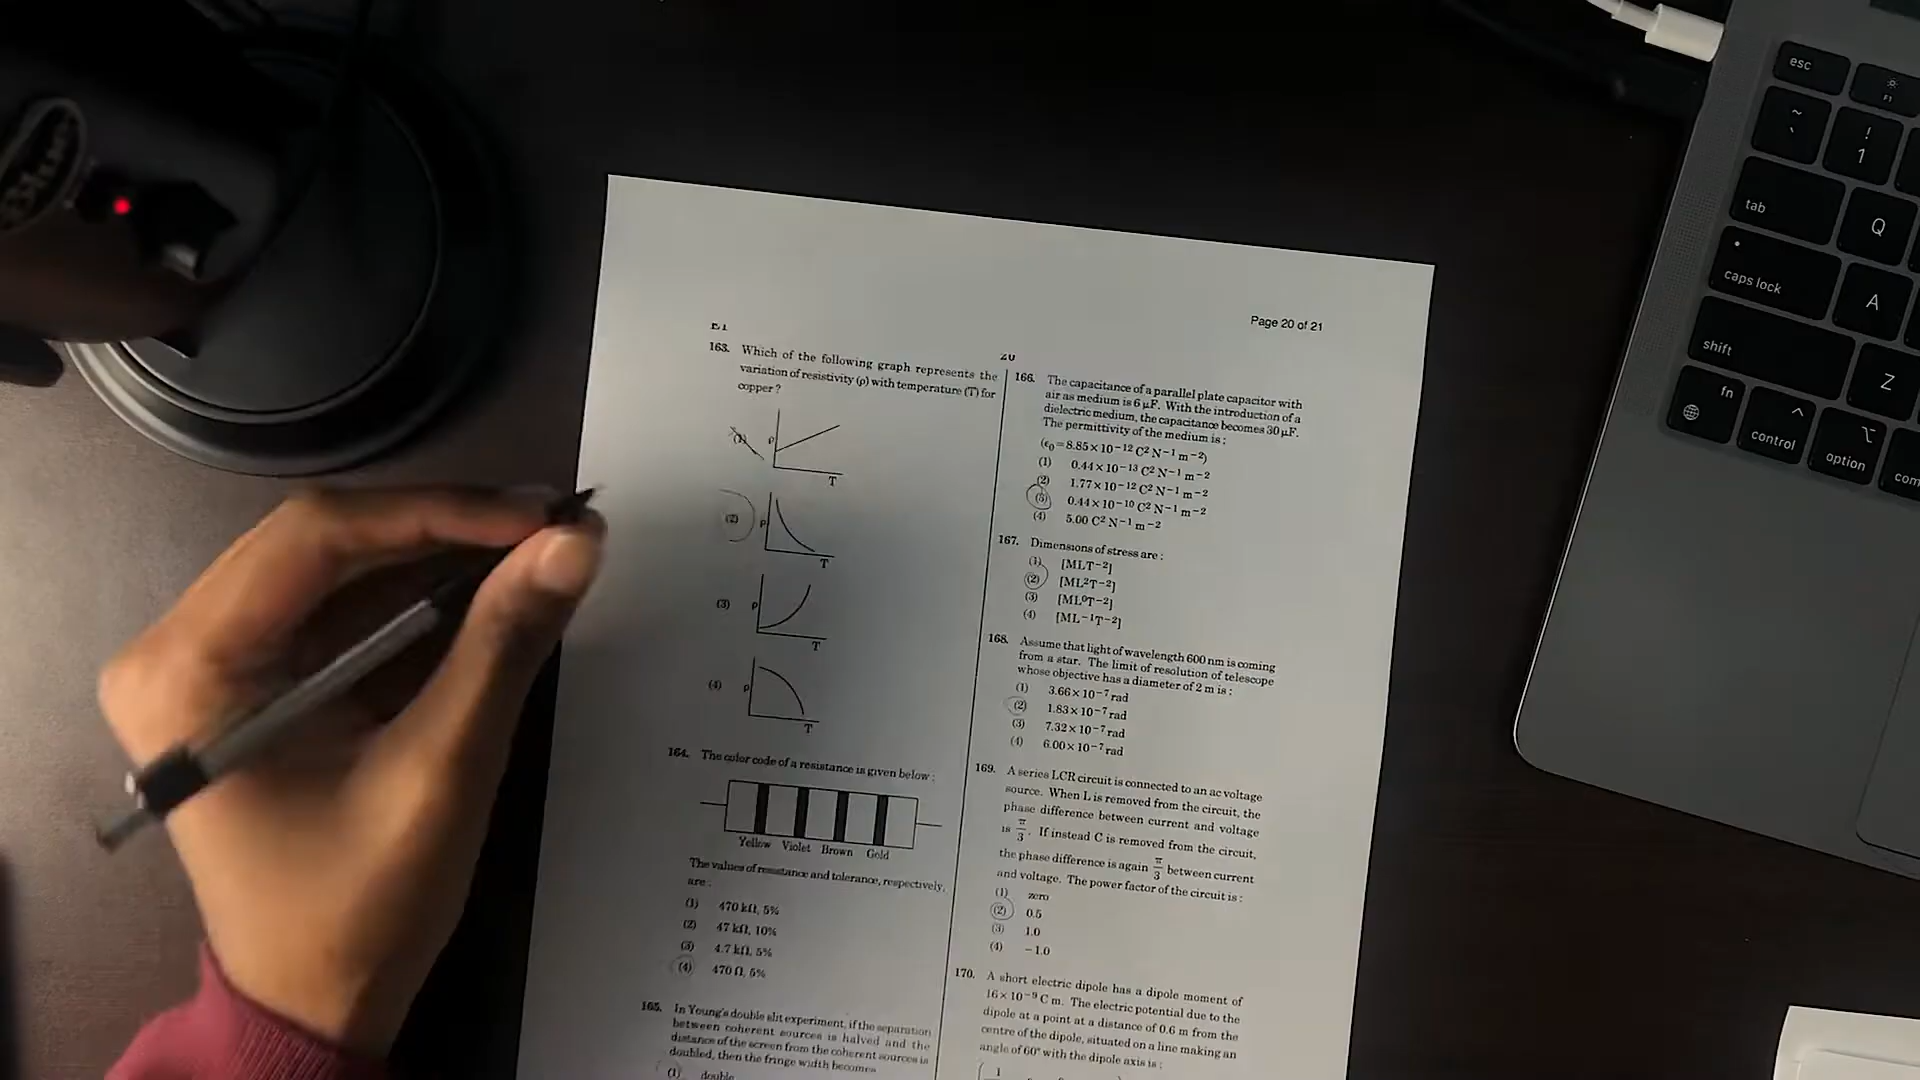 Page 20 of 21
20
163. Which of the following graph represents the
variation of resistivity (ρ) with temperature (T) for
copper ?
(1) ρ T
(2) ρ T
(3) ρ T
(4) ρ T
164. The color code of a resistance is given below :
Yellow Violet Brown Gold
The values of resistance and tolerance, respectively,
are :
(1) 470 kΩ, 5%
(2) 47 kΩ, 10%
(3) 4.7 kΩ, 5%
(4) 470 Ω, 5%
165. In Young's double slit experiment, if the separation
between coherent sources is halved and the
distance of the screen from the coherent sources is
doubled, then the fringe width becomes
(1) double
166. The capacitance of a parallel plate capacitor with
air as medium is 6 μF. With the introduction of a
dielectric medium, the capacitance becomes 30 μF.
The permittivity of the medium is :
(ϵ₀ = 8.85×10⁻¹² C² N⁻¹ m⁻²)
(1) 0.44×10⁻¹³ C² N⁻¹ m⁻²
(2) 1.77×10⁻¹² C² N⁻¹ m⁻²
(3) 0.44×10⁻¹⁰ C² N⁻¹ m⁻²
(4) 5.00 C² N⁻¹ m⁻²
167. Dimensions of stress are :
(1) [MLT⁻²]
(2) [ML²T⁻²]
(3) [ML⁰T⁻²]
(4) [ML⁻¹T⁻²]
168. Assume that light of wavelength 600 nm is coming
from a star. The limit of resolution of telescope
whose objective has a diameter of 2 m is :
(1) 3.66×10⁻⁷ rad
(2) 1.83×10⁻⁷ rad
(3) 7.32×10⁻⁷ rad
(4) 6.00×10⁻⁷ rad
169. A series LCR circuit is connected to an ac voltage
source. When L is removed from the circuit, the
phase difference between current and voltage
is π/3. If instead C is removed from the circuit,
the phase difference is again π/3 between current
and voltage. The power factor of the circuit is :
(1) zero
(2) 0.5
(3) 1.0
(4) −1.0
170. A short electric dipole has a dipole moment of
16×10⁻⁹ C m. The electric potential due to the
dipole at a point at a distance of 0.6 m from the
centre of the dipole, situated on a line making an
angle of 60° with the dipole axis is :
esc
F1
~
`
!
1
tab
Q
caps lock
A
shift
Z
fn
control
option
com